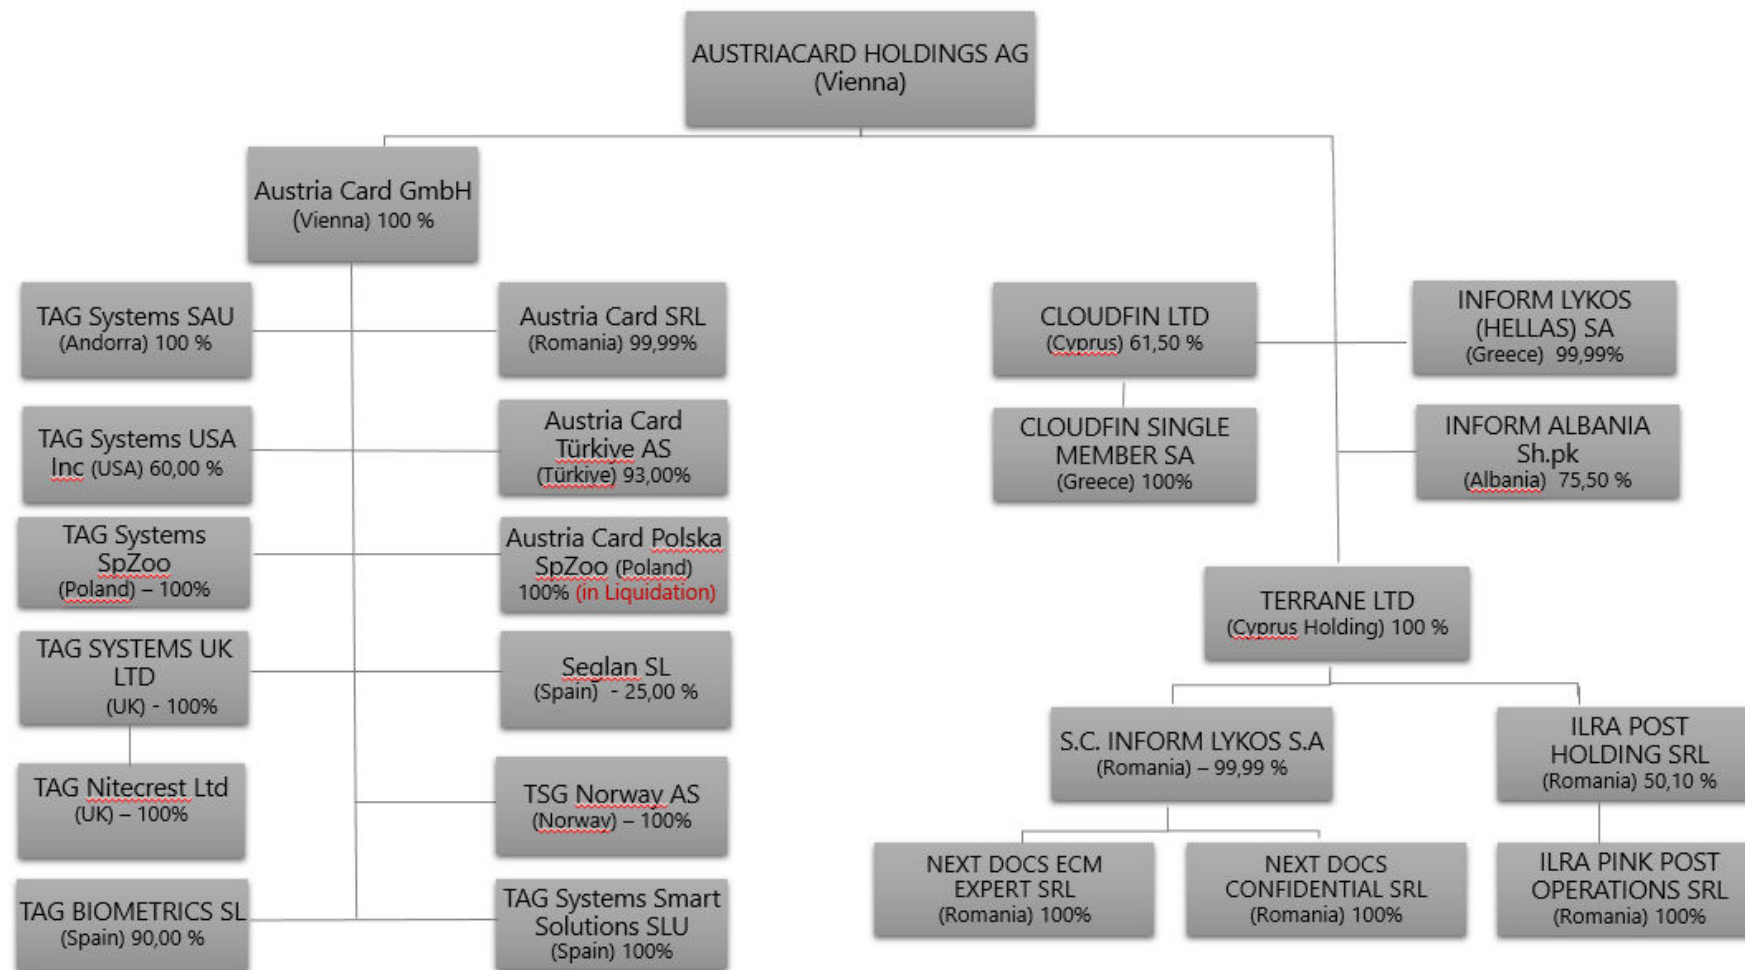 AUSTRIACARD HOLDINGS AG
(Vienna)
Austria Card GmbH
(Vienna) 100 %
TAG Systems SAU
(Andorra) 100 %
Austria Card SRL
(Romania) 99,99%
CLOUDFIN LTD
(Cyprus) 61,50 %
INFORM LYKOS
(HELLAS) SA
(Greece) 99,99%
TAG Systems USA
Inc (USA) 60,00 %
Austria Card
Türkiye AS
(Türkiye) 93,00%
CLOUDFIN SINGLE
MEMBER SA
(Greece) 100%
INFORM ALBANIA
Sh.pk
(Albania) 75,50 %
TAG Systems
SpZoo
(Poland) – 100%
Austria Card Polska
SpZoo (Poland)
100% (in Liquidation)
TERRANE LTD
(Cyprus Holding) 100 %
TAG SYSTEMS UK
LTD
(UK) - 100%
Seglan SL
(Spain) - 25,00 %
S.C. INFORM LYKOS S.A
(Romania) – 99,99 %
ILRA POST
HOLDING SRL
(Romania) 50,10 %
TAG Nitecrest Ltd
(UK) – 100%
TSG Norway AS
(Norway) – 100%
NEXT DOCS ECM
EXPERT SRL
(Romania) 100%
NEXT DOCS
CONFIDENTIAL SRL
(Romania) 100%
ILRA PINK POST
OPERATIONS SRL
(Romania) 100%
TAG BIOMETRICS SL
(Spain) 90,00 %
TAG Systems Smart
Solutions SLU
(Spain) 100%